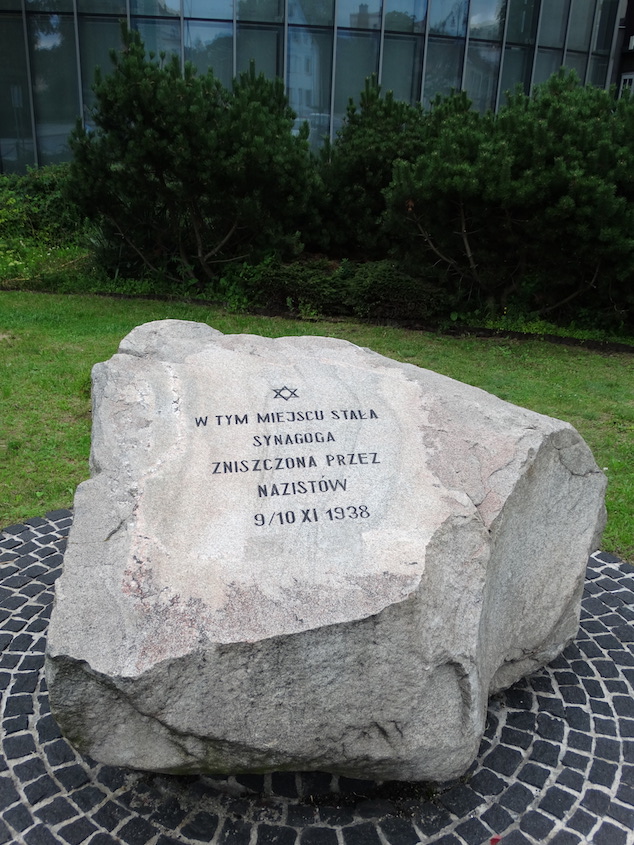 W TYM MIEJSCU STAŁA
SYNAGOGA
ZNISZCZONA PRZEZ
NAZISTÓW
9/10 XI 1938